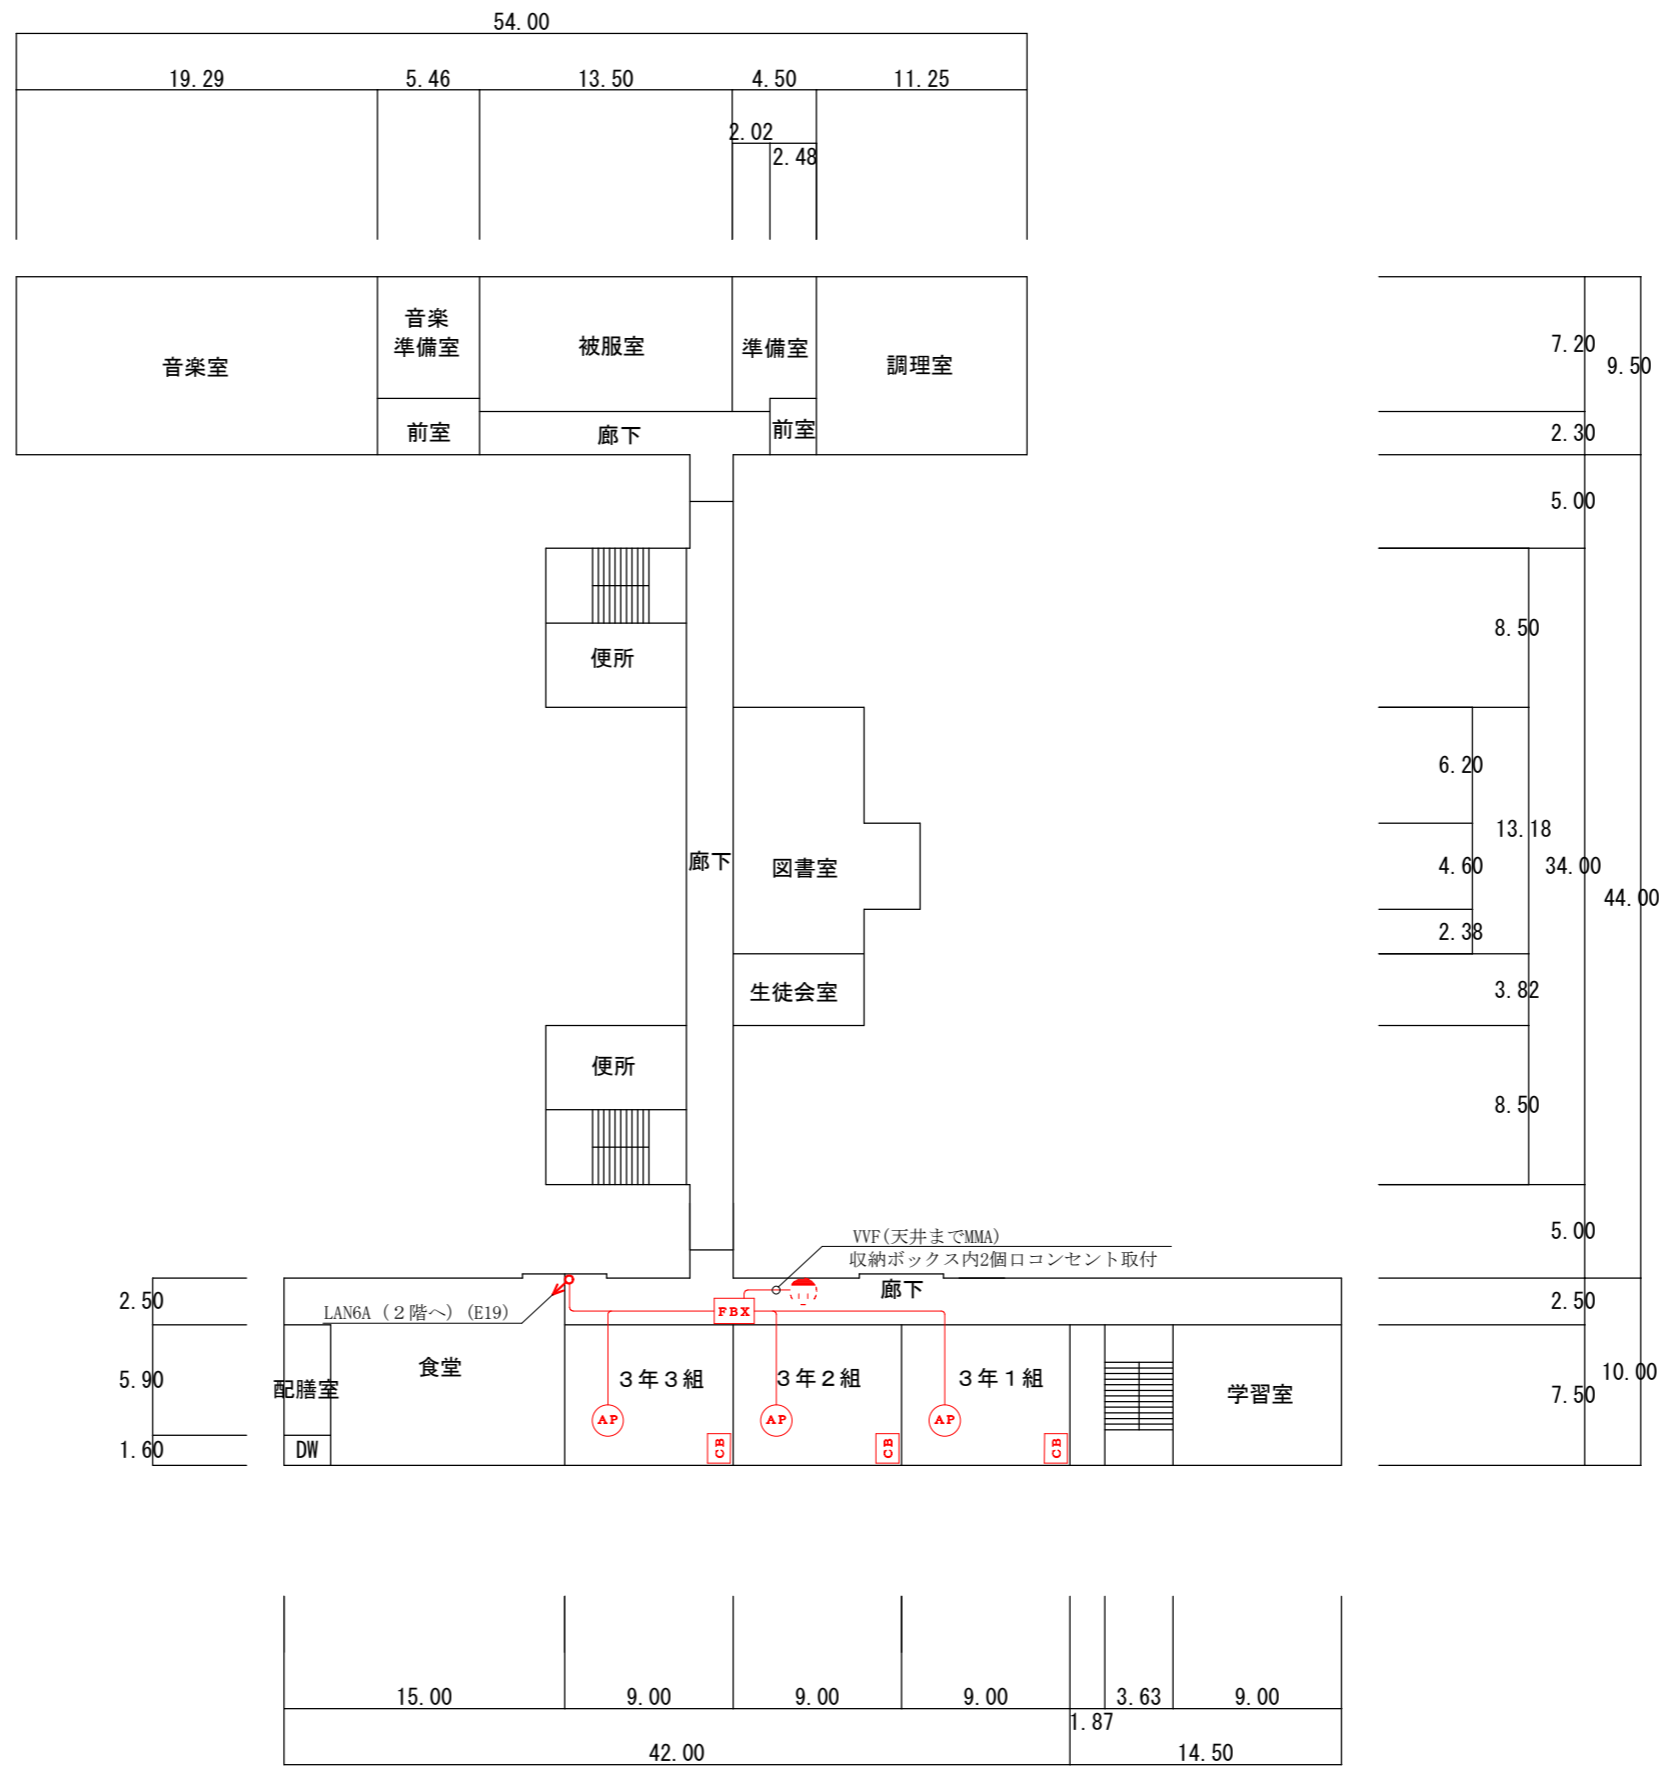 54.00
19.29
5.46
13.50
4.50
11.25
2.02
2.48
音楽室
音楽
準備室
前室
被服室
廊下
準備室
前室
調理室
7.20
9.50
2.30
5.00
便所
8.50
6.20
13.18
廊下
図書室
4.60
34.00
44.00
2.38
生徒会室
3.82
便所
8.50
5.00
VVF(天井までMMA)
収納ボックス内2個口コンセント取付
2.50
LAN6A（２階へ）(E19)
FBX
廊下
2.50
5.90
配膳室
食堂
３年３組
３年２組
３年１組
学習室
7.50
10.00
AP
AP
AP
1.60
DW
CB
CB
CB
15.00
9.00
9.00
9.00
3.63
9.00
1.87
42.00
14.50